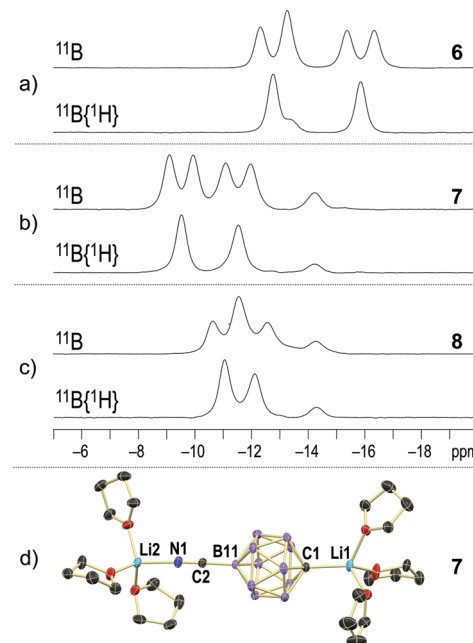 ¹¹B 6
a)
¹¹B{¹H}
¹¹B 7
b)
¹¹B{¹H}
¹¹B 8
c)
¹¹B{¹H}
–6 –8 –10 –12 –14 –16 –18 ppm
Li2 N1 B11 C1 Li1
d) C2 7